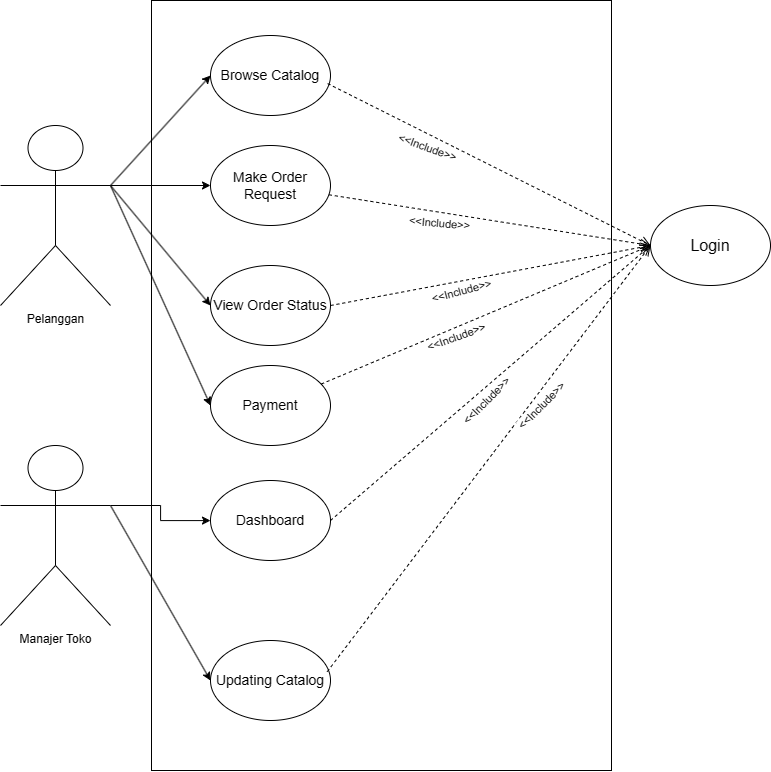 Browse Catalog
<<Include>>
Make Order
Request
<<Include>>
Login
View Order Status
<<Include>>
Pelanggan
<<Include>>
Payment
<<Include>>
<<Include>>
Dashboard
Manajer Toko
Updating Catalog